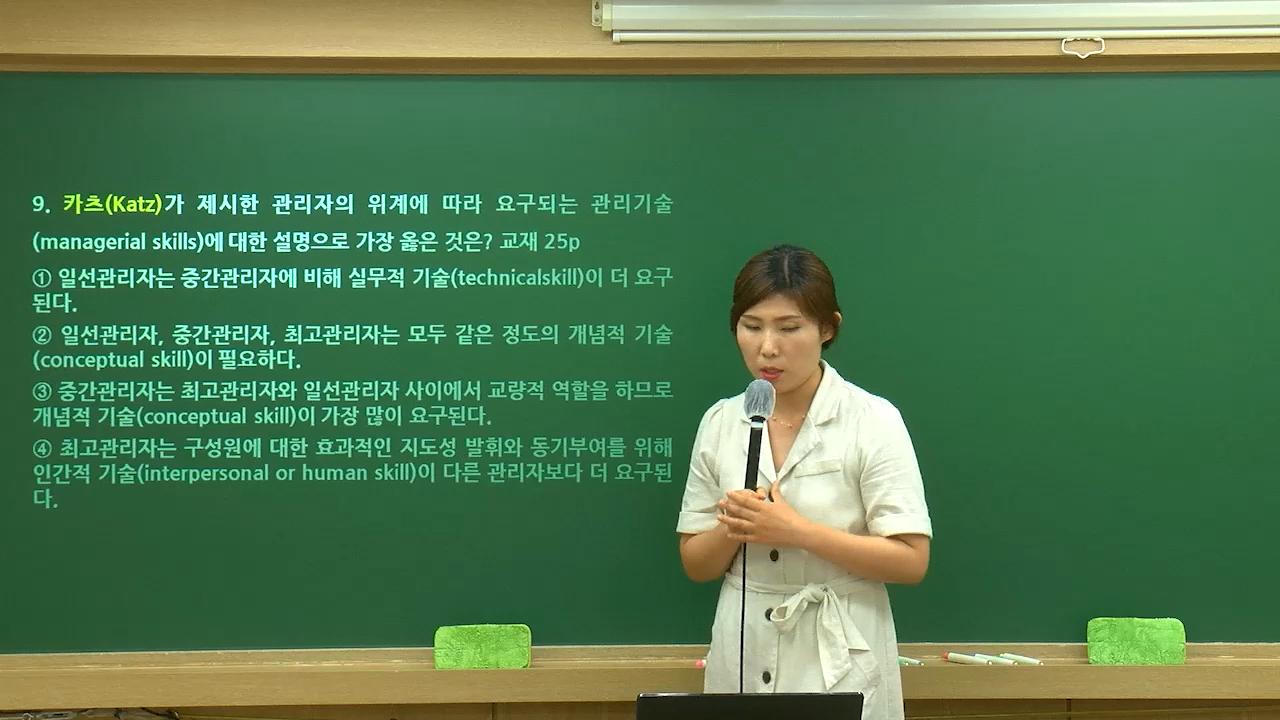 9. 카츠(Katz)가 제시한 관리자의 위계에 따라 요구되는 관리기술
(managerial skills)에 대한 설명으로 가장 옳은 것은? 교재 25p
① 일선관리자는 중간관리자에 비해 실무적 기술(technicalskill)이 더 요구
된다.
② 일선관리자, 중간관리자, 최고관리자는 모두 같은 정도의 개념적 기술
(conceptual skill)이 필요하다.
③ 중간관리자는 최고관리자와 일선관리자 사이에서 교량적 역할을 하므로
개념적 기술(conceptual skill)이 가장 많이 요구된다.
④ 최고관리자는 구성원에 대한 효과적인 지도성 발휘와 동기부여를 위해
인간적 기술(interpersonal or human skill)이 다른 관리자보다 더 요구된
다.